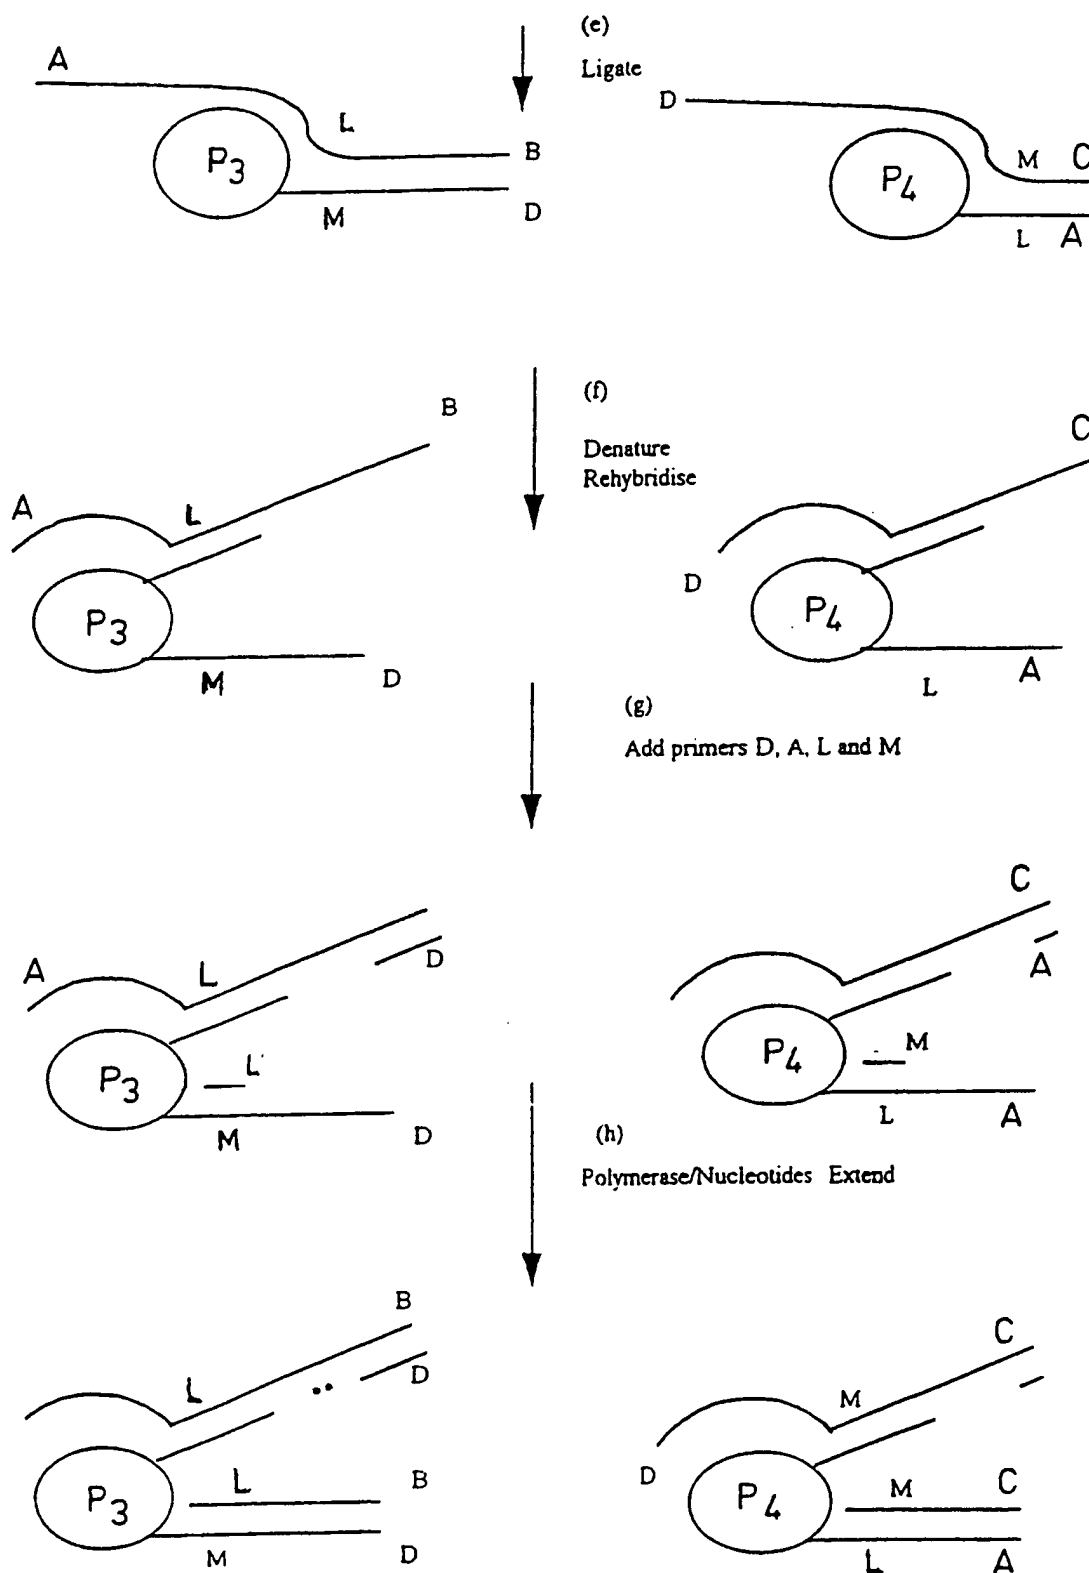 (e)
Ligate
A
L
P3
B
M
D
D
M
C
P4
L
A
(f)
Denature
Rehybridise
B
A
L
P3
M
D
C
D
P4
L
A
(g)
Add primers D, A, L and M
A
L
D
P3
L
M
D
C
A
P4
M
L
A
(h)
Polymerase/Nucleotides Extend
B
L
D
P3
L
B
M
D
C
M
D
P4
M
C
L
A